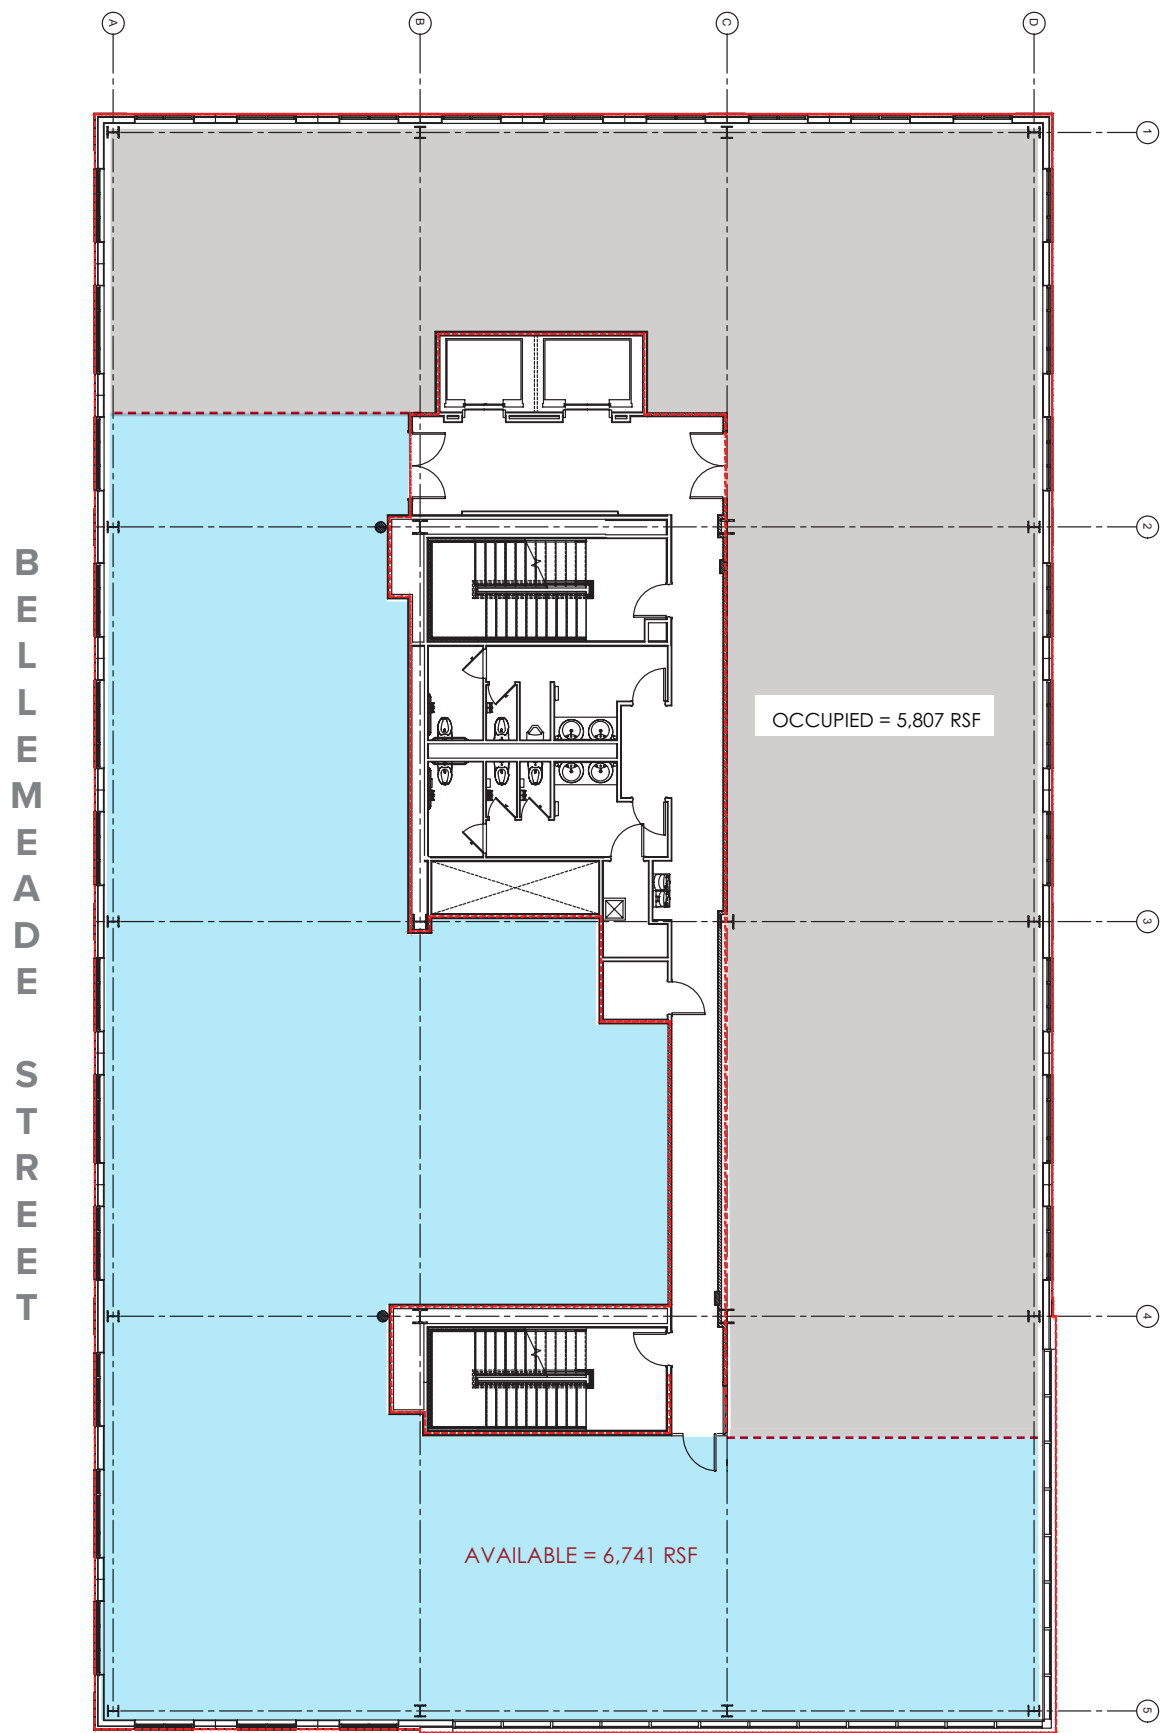 A
B
C
D
1
2
3
4
5
BELLEMEADE STREET
OCCUPIED = 5,807 RSF
AVAILABLE = 6,741 RSF